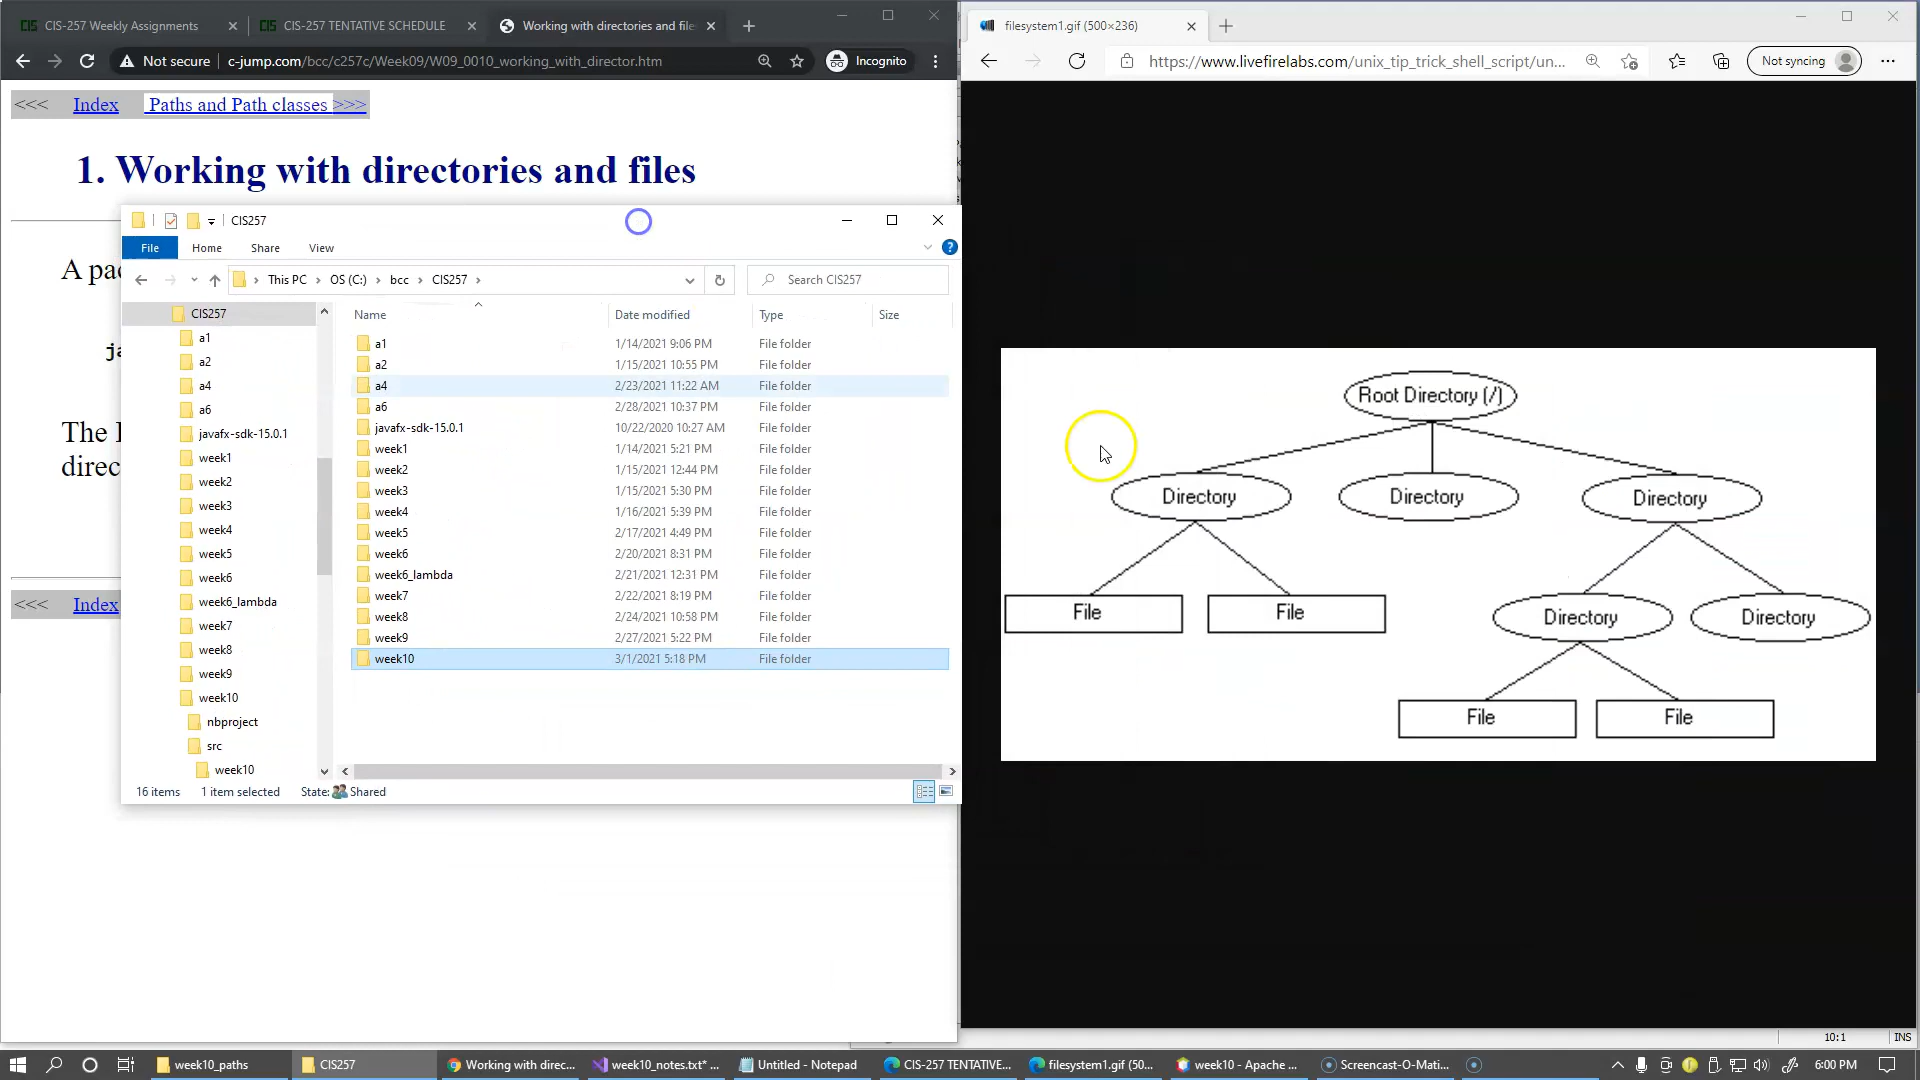 CIS-257 Weekly Assignments
CIS-257 TENTATIVE SCHEDULE
Working with directories and file
Not secure
c-jump.com/bcc/c257c/Week09/W09_0010_working_with_director.htm
Incognito
<<< Index Paths and Path classes >>>
1. Working with directories and files
A pac
ja
The
direc
<<< Index
CIS257
File Home Share View
This PC > OS (C:) > bcc > CIS257 >
Search CIS257
CIS257
a1
a2
a4
a6
javafx-sdk-15.0.1
week1
week2
week3
week4
week5
week6
week6_lambda
week7
week8
week9
week10
nbproject
src
week10
Name Date modified Type Size
a1 1/14/2021 9:06 PM File folder
a2 1/15/2021 10:55 PM File folder
a4 2/23/2021 11:22 AM File folder
a6 2/28/2021 10:37 PM File folder
javafx-sdk-15.0.1 10/22/2020 10:27 AM File folder
week1 1/14/2021 5:21 PM File folder
week2 1/15/2021 12:44 PM File folder
week3 1/15/2021 5:30 PM File folder
week4 1/16/2021 5:39 PM File folder
week5 2/17/2021 4:49 PM File folder
week6 2/20/2021 8:31 PM File folder
week6_lambda 2/21/2021 12:31 PM File folder
week7 2/22/2021 8:19 PM File folder
week8 2/24/2021 10:58 PM File folder
week9 2/27/2021 5:22 PM File folder
week10 3/1/2021 5:18 PM File folder
16 items 1 item selected State: Shared
filesystem1.gif (500×236)
https://www.livefirelabs.com/unix_tip_trick_shell_script/un...
Not syncing
Root Directory (/)
Directory Directory Directory
File File Directory Directory
File File
10:1 INS
week10_paths
CIS257
Working with direc...
week10_notes.txt* ...
Untitled - Notepad
CIS-257 TENTATIVE...
filesystem1.gif (50...
week10 - Apache ...
Screencast-O-Mati...
6:00 PM